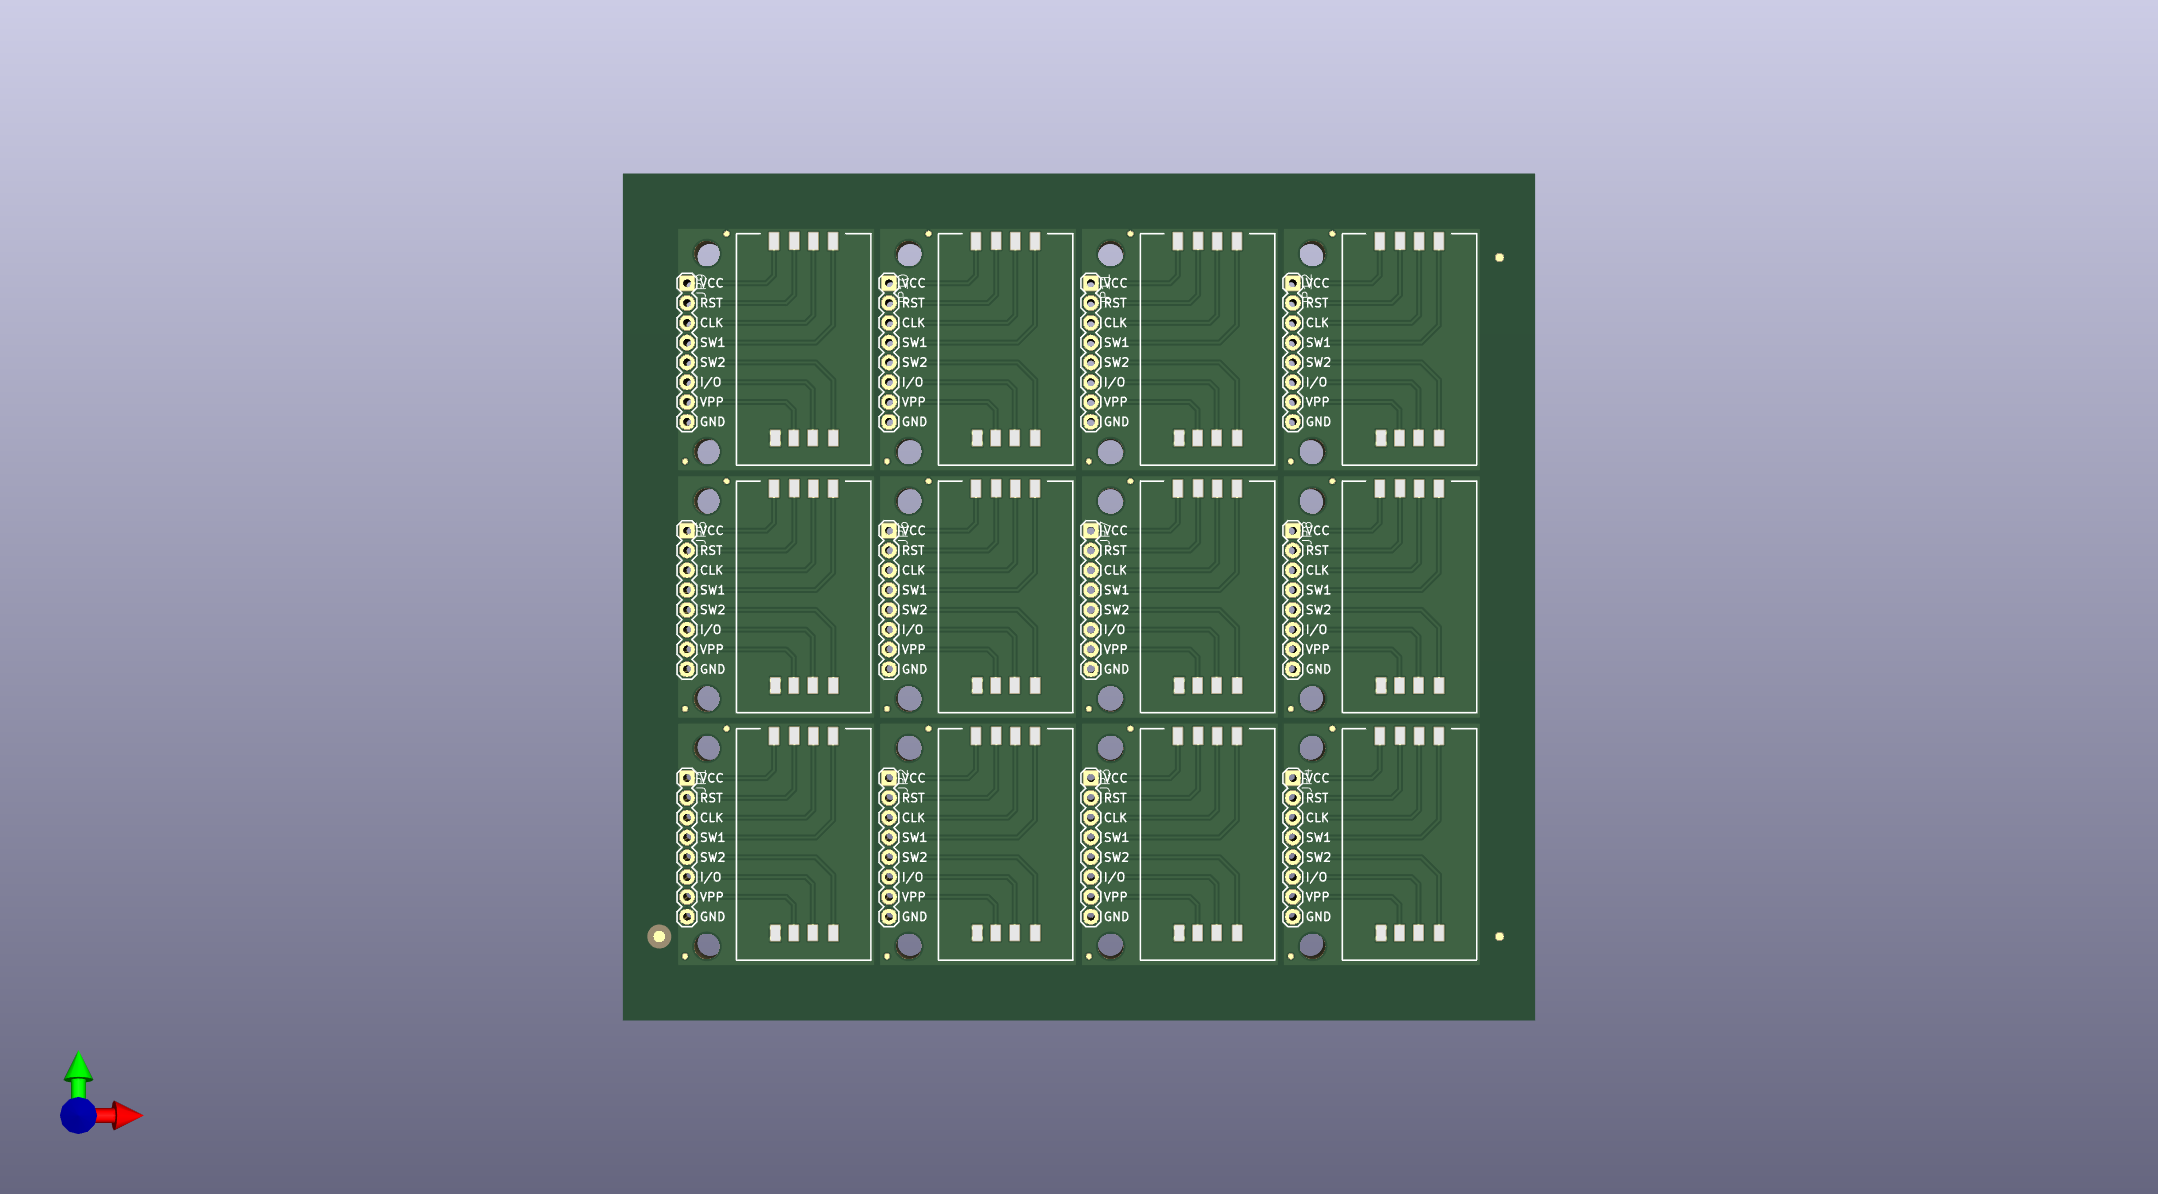 VCC VCC VCC VCC
RST RST RST RST
CLK CLK CLK CLK
SW1 SW1 SW1 SW1
SW2 SW2 SW2 SW2
I/O I/O I/O I/O
VPP VPP VPP VPP
GND GND GND GND
VCC VCC VCC VCC
RST RST RST RST
CLK CLK CLK CLK
SW1 SW1 SW1 SW1
SW2 SW2 SW2 SW2
I/O I/O I/O I/O
VPP VPP VPP VPP
GND GND GND GND
VCC VCC VCC VCC
RST RST RST RST
CLK CLK CLK CLK
SW1 SW1 SW1 SW1
SW2 SW2 SW2 SW2
I/O I/O I/O I/O
VPP VPP VPP VPP
GND GND GND GND